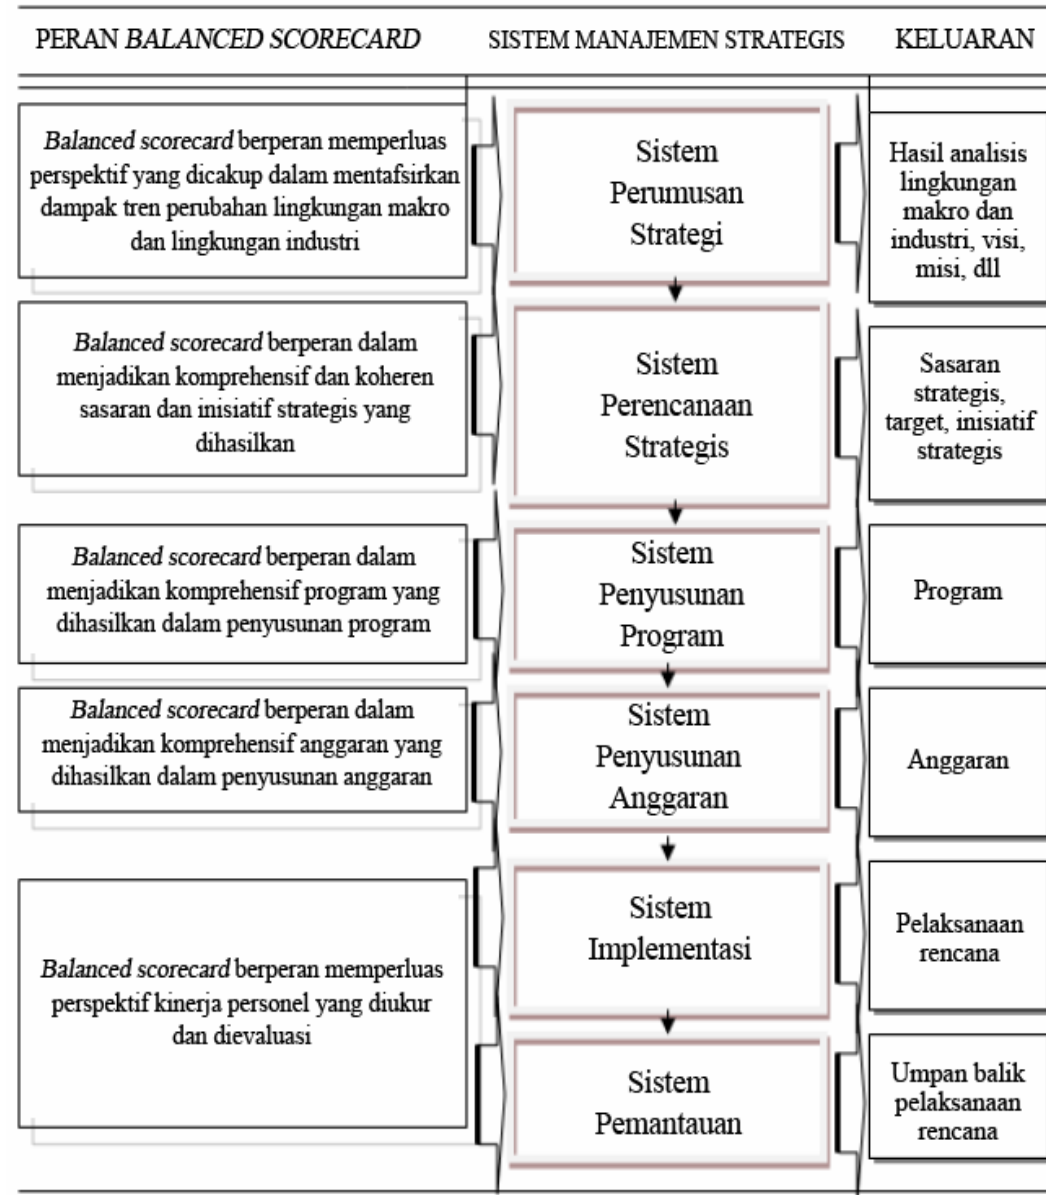 PERAN BALANCED SCORECARD
SISTEM MANAJEMEN STRATEGIS
KELUARAN
Balanced scorecard berperan memperluas
perspektif yang dicakup dalam mentafsirkan
dampak tren perubahan lingkungan makro
dan lingkungan industri
Sistem
Perumusan
Strategi
Hasil analisis
lingkungan
makro dan
industri, visi,
misi, dll
Balanced scorecard berperan dalam
menjadikan komprehensif dan koheren
sasaran dan inisiatif strategis yang
dihasilkan
Sistem
Perencanaan
Strategis
Sasaran
strategis,
target, inisiatif
strategis
Balanced scorecard berperan dalam
menjadikan komprehensif program yang
dihasilkan dalam penyusunan program
Sistem
Penyusunan
Program
Program
Balanced scorecard berperan dalam
menjadikan komprehensif anggaran yang
dihasilkan dalam penyusunan anggaran
Sistem
Penyusunan
Anggaran
Anggaran
Balanced scorecard berperan memperluas
perspektif kinerja personel yang diukur
dan dievaluasi
Sistem
Implementasi
Pelaksanaan
rencana
Sistem
Pemantauan
Umpan balik
pelaksanaan
rencana